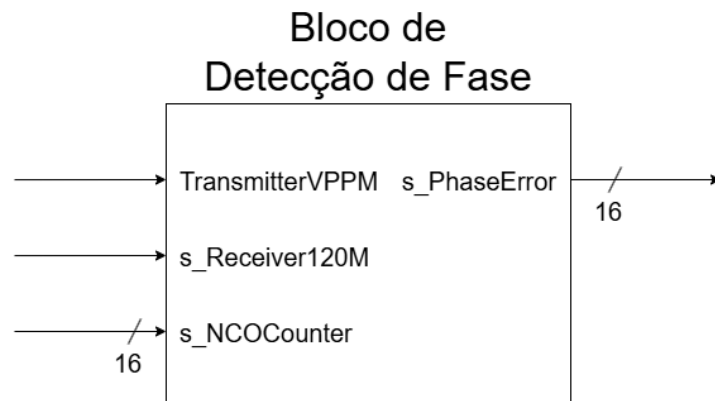 Bloco de
Detecção de Fase
TransmitterVPPM s_PhaseError
16
s_Receiver120M
s_NCOCounter
16